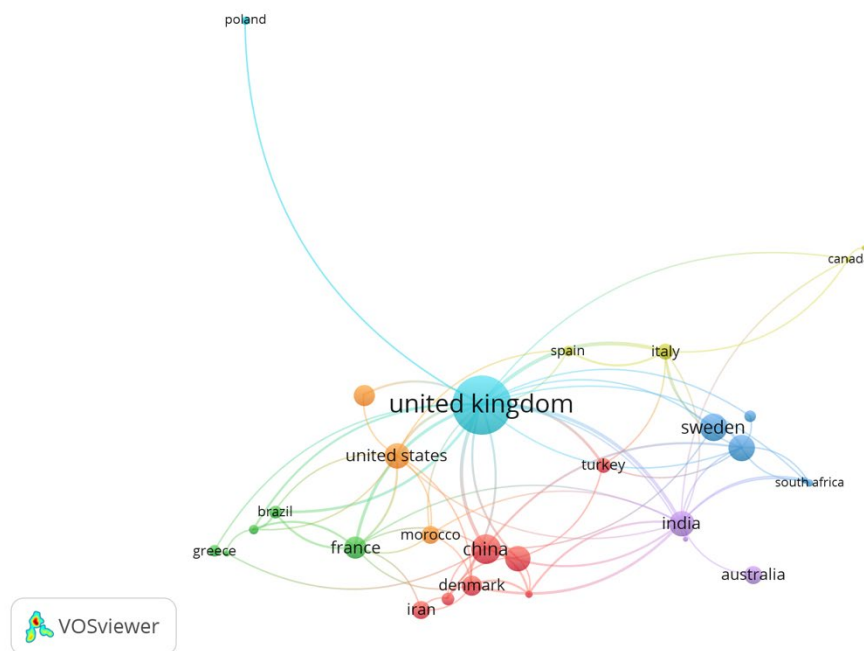 poland
canada
spain
italy
united kingdom
sweden
united states
turkey
south africa
brazil
india
morocco
greece
france
china
australia
denmark
iran
VOSviewer